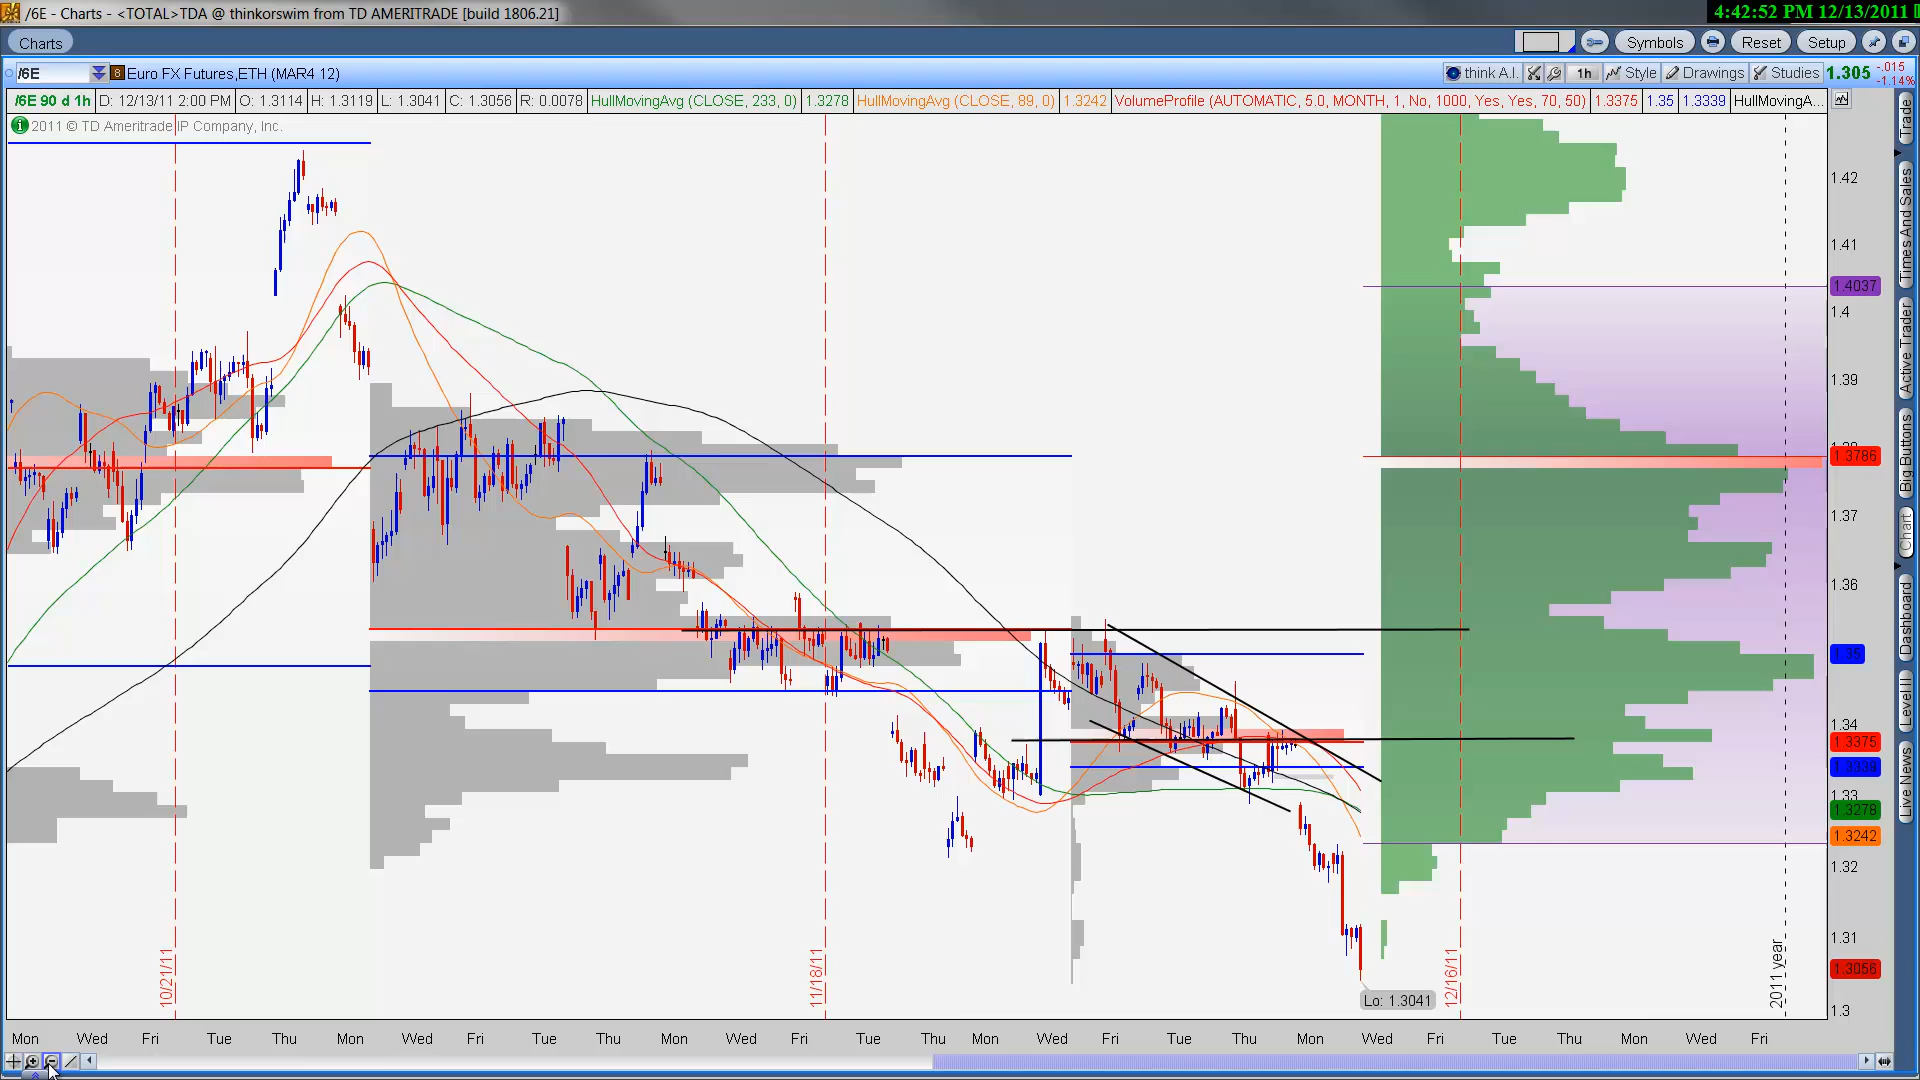 /6E - Charts - <TOTAL>TDA @ thinkorswim from TD AMERITRADE [build 1806.21]
4:42:52 PM 12/13/2011
Charts
Symbols
Reset
Setup
/6E
8
Euro FX Futures,ETH (MAR4 12)
think A.I.
1h
Style
Drawings
Studies
1.305
-.015
-1.14%
/6E 90 d 1h
D: 12/13/11 2:00 PM
O: 1.3114
H: 1.3119
L: 1.3041
C: 1.3056
R: 0.0078
HullMovingAvg (CLOSE, 233, 0)
1.3278
HullMovingAvg (CLOSE, 89, 0)
1.3242
VolumeProfile (AUTOMATIC, 5.0, MONTH, 1, No, 1000, Yes, Yes, 70, 50)
1.3375
1.35
1.3339
HullMovingA...
2011 © TD Ameritrade IP Company, Inc.
1.42
1.41
1.4037
1.4
1.39
1.38
1.3786
1.37
1.36
1.35
1.34
1.3375
1.3339
1.33
1.3278
1.3242
1.32
1.31
1.3056
1.3
Trade
Times And Sales
Active Trader
Big Buttons
Chart
Dashboard
Level II
Live News
10/21/11
11/18/11
12/16/11
2011 year
Lo: 1.3041
Mon Wed Fri Tue Thu Mon Wed Fri Tue Thu Mon Wed Fri Tue Thu Mon Wed Fri Tue Thu Mon Wed Fri Tue Thu Mon Wed Fri